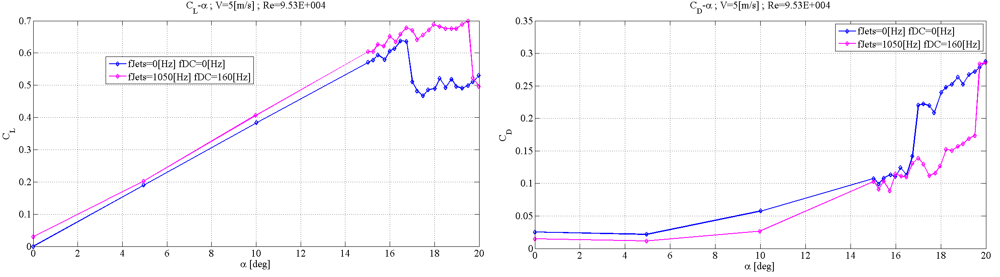 C_L-α ; V=5[m/s] ; Re=9.53E+004
0.7
0.6
0.5
0.4
0.3
0.2
0.1
0
C_L
fJets=0[Hz] fDC=0[Hz]
fJets=1050[Hz] fDC=160[Hz]
0 2 4 6 8 10 12 14 16 18 20
α [deg]
C_D-α ; V=5[m/s] ; Re=9.53E+004
0.35
0.3
0.25
0.2
0.15
0.1
0.05
0
C_D
fJets=0[Hz] fDC=0[Hz]
fJets=1050[Hz] fDC=160[Hz]
0 2 4 6 8 10 12 14 16 18 20
α [deg]